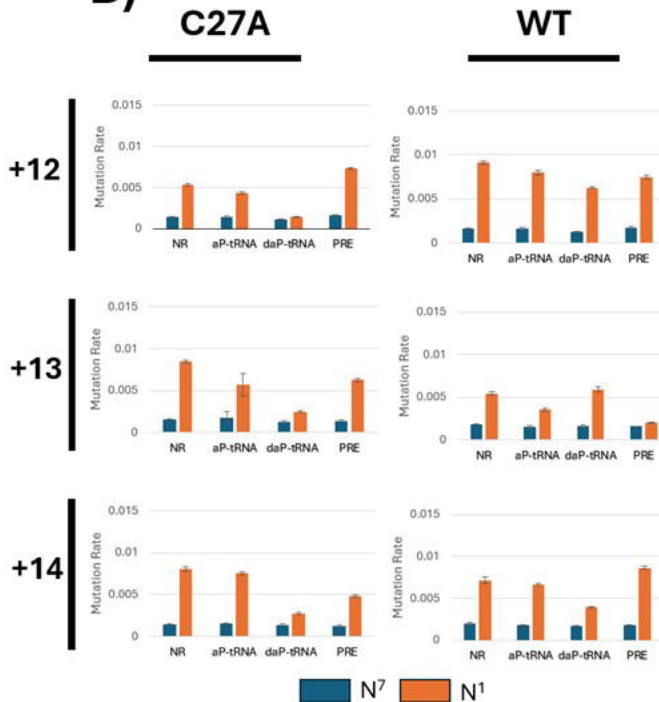 C27A
WT
+12
Mutation Rate
0.015
0.01
0.005
0
NR aP-tRNA daP-tRNA PRE
Mutation Rate
0.015
0.01
0.005
0
NR aP-tRNA daP-tRNA PRE
+13
Mutation Rate
0.015
0.01
0.005
0
NR aP-tRNA daP-tRNA PRE
Mutation Rate
0.015
0.01
0.005
0
NR aP-tRNA daP-tRNA PRE
+14
Mutation Rate
0.015
0.01
0.005
0
NR aP-tRNA daP-tRNA PRE
Mutation Rate
0.015
0.01
0.005
0
NR aP-tRNA daP-tRNA PRE
N⁷ N¹